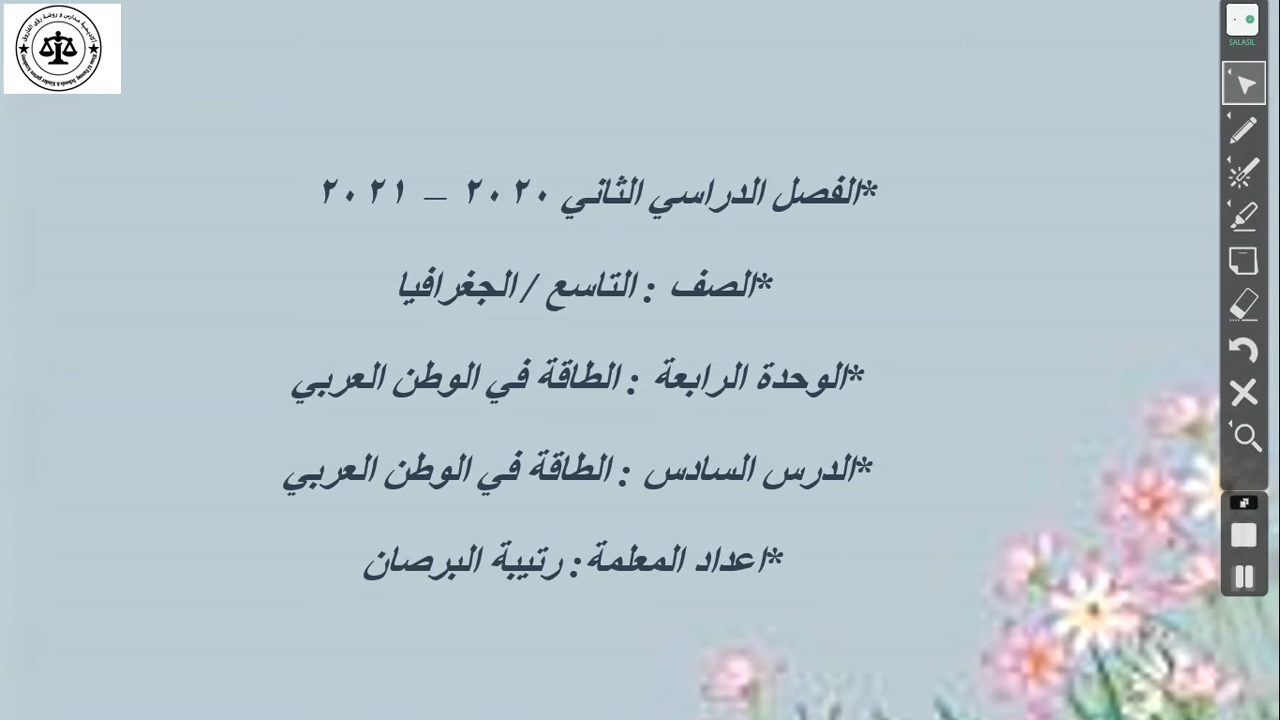 *الفصل الدراسي الثاني ٢٠٢٠ – ٢٠٢١
*الصف : التاسع / الجغرافيا
*الوحدة الرابعة : الطاقة في الوطن العربي
*الدرس السادس : الطاقة في الوطن العربي
*اعداد المعلمة: رتيبة البرصان
SALASIL